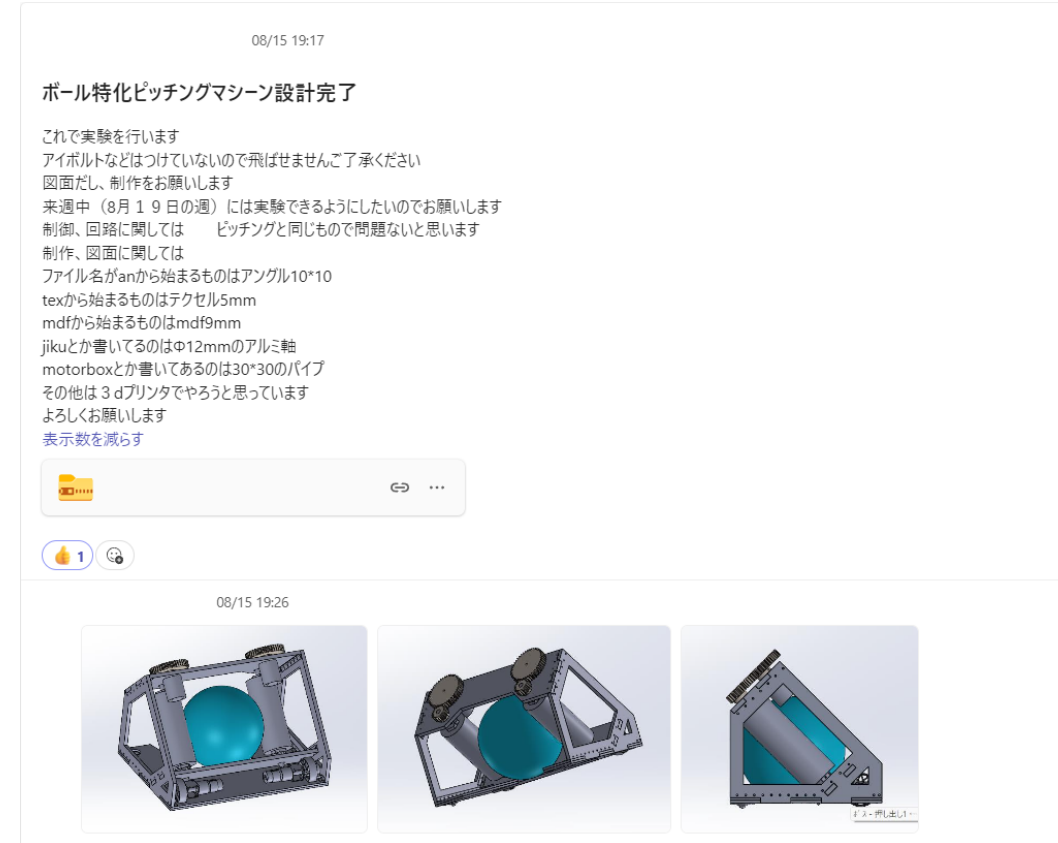 08/15 19:17
ボール特化ピッチングマシーン設計完了
これで実験を行います
アイボルトなどはつけていないので飛ばせませんご了承ください
図面だし、制作をお願いします
来週中（8月１９日の週）には実験できるようにしたいのでお願いします
制御、回路に関しては　　ピッチングと同じもので問題ないと思います
制作、図面に関しては
ファイル名がanから始まるものはアングル10*10
texから始まるものはテクセル5mm
mdfから始まるものはmdf9mm
jikuとか書いてるのはΦ12mmのアルミ軸
motorboxとか書いてあるのは30*30のパイプ
その他は３dプリンタでやろうと思っています
よろしくお願いします
表示数を減らす
1
08/15 19:26
ボス - 押し出し1